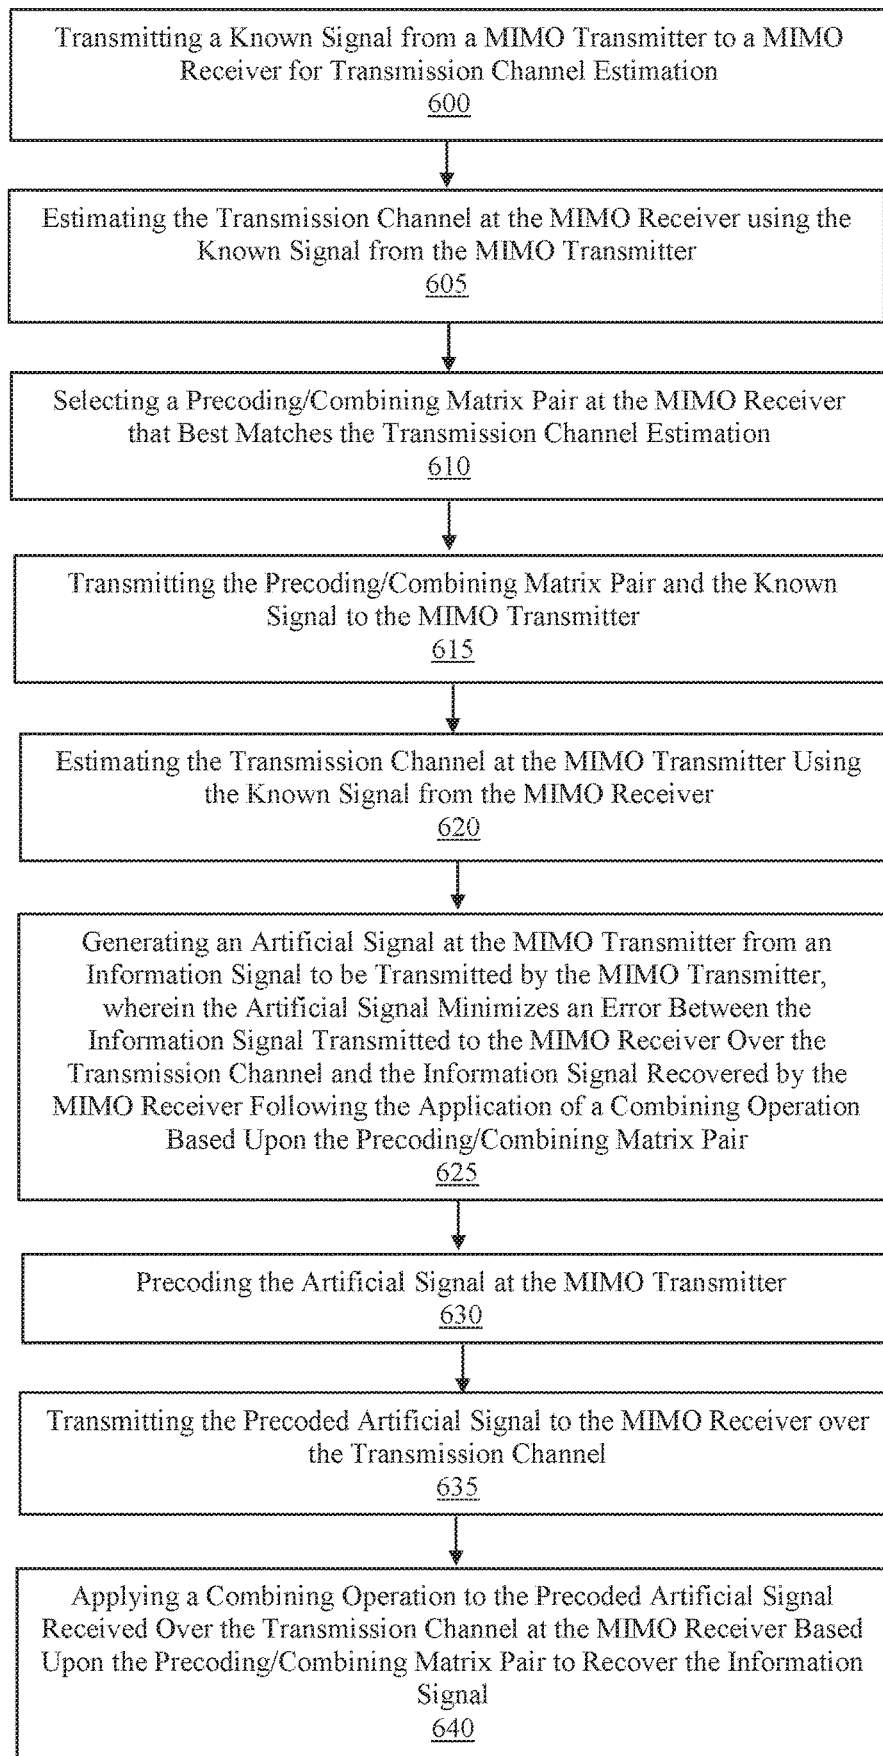 Transmitting a Known Signal from a MIMO Transmitter to a MIMO
Receiver for Transmission Channel Estimation
600
Estimating the Transmission Channel at the MIMO Receiver using the
Known Signal from the MIMO Transmitter
605
Selecting a Precoding/Combining Matrix Pair at the MIMO Receiver
that Best Matches the Transmission Channel Estimation
610
Transmitting the Precoding/Combining Matrix Pair and the Known
Signal to the MIMO Transmitter
615
Estimating the Transmission Channel at the MIMO Transmitter Using
the Known Signal from the MIMO Receiver
620
Generating an Artificial Signal at the MIMO Transmitter from an
Information Signal to be Transmitted by the MIMO Transmitter,
wherein the Artificial Signal Minimizes an Error Between the
Information Signal Transmitted to the MIMO Receiver Over the
Transmission Channel and the Information Signal Recovered by the
MIMO Receiver Following the Application of a Combining Operation
Based Upon the Precoding/Combining Matrix Pair
625
Precoding the Artificial Signal at the MIMO Transmitter
630
Transmitting the Precoded Artificial Signal to the MIMO Receiver over
the Transmission Channel
635
Applying a Combining Operation to the Precoded Artificial Signal
Received Over the Transmission Channel at the MIMO Receiver Based
Upon the Precoding/Combining Matrix Pair to Recover the Information
Signal
640